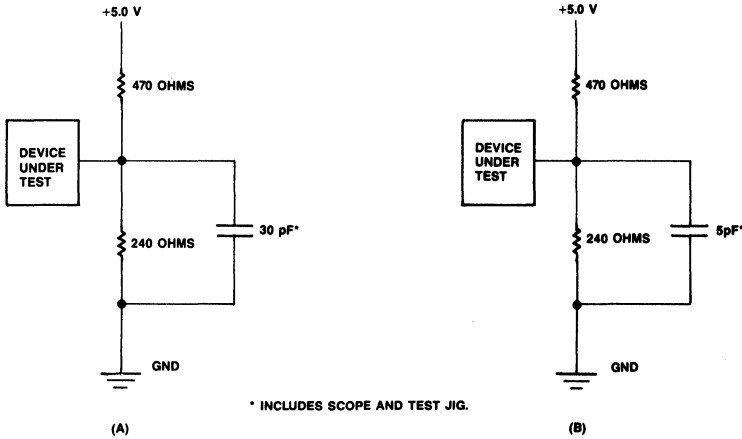 +5.0 V
470 OHMS
DEVICE
UNDER
TEST
30 pF*
240 OHMS
GND
(A)
+5.0 V
470 OHMS
DEVICE
UNDER
TEST
5pF*
240 OHMS
GND
(B)
* INCLUDES SCOPE AND TEST JIG.